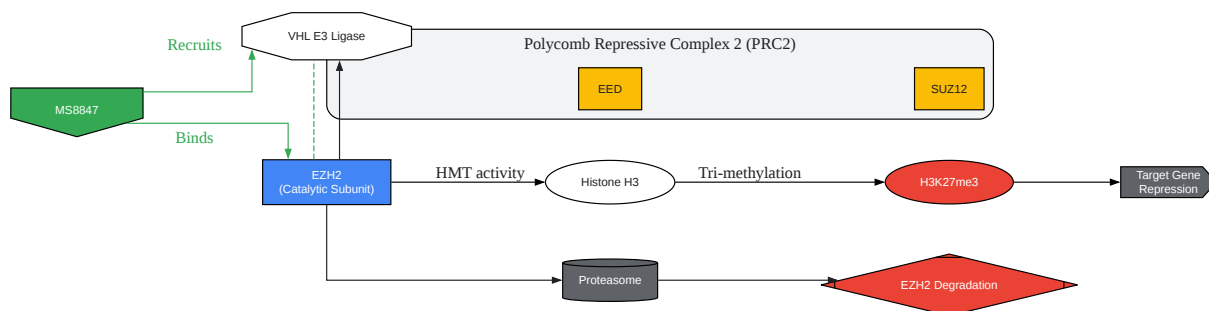 VHL E3 Ligase
Polycomb Repressive Complex 2 (PRC2)
Recruits
EED
SUZ12
MS8847
Binds
EZH2
(Catalytic Subunit)
HMT activity
Histone H3
Tri-methylation
H3K27me3
Target Gene
Repression
Proteasome
EZH2 Degradation